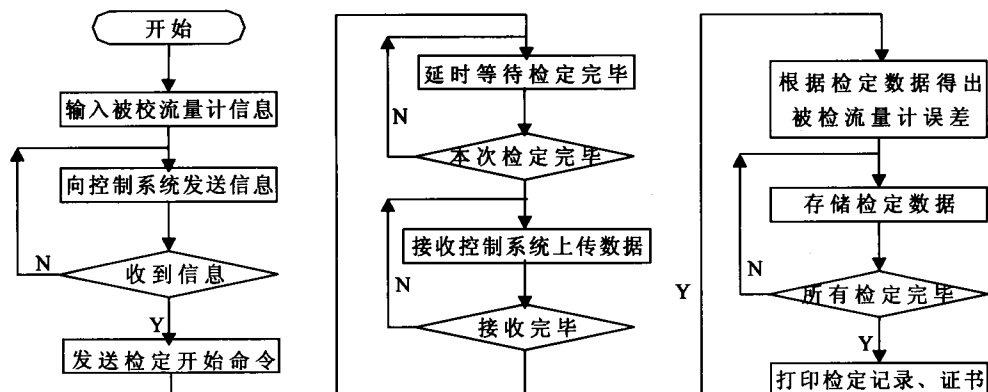 开始
输入被校流量计信息
向控制系统发送信息
N
收到信息
Y
发送检定开始命令
延时等待检定完毕
N
本次检定完毕
接收控制系统上传数据
N
接收完毕
Y
根据检定数据得出
被检流量计误差
存储检定数据
N
所有检定完毕
Y
打印检定记录、证书